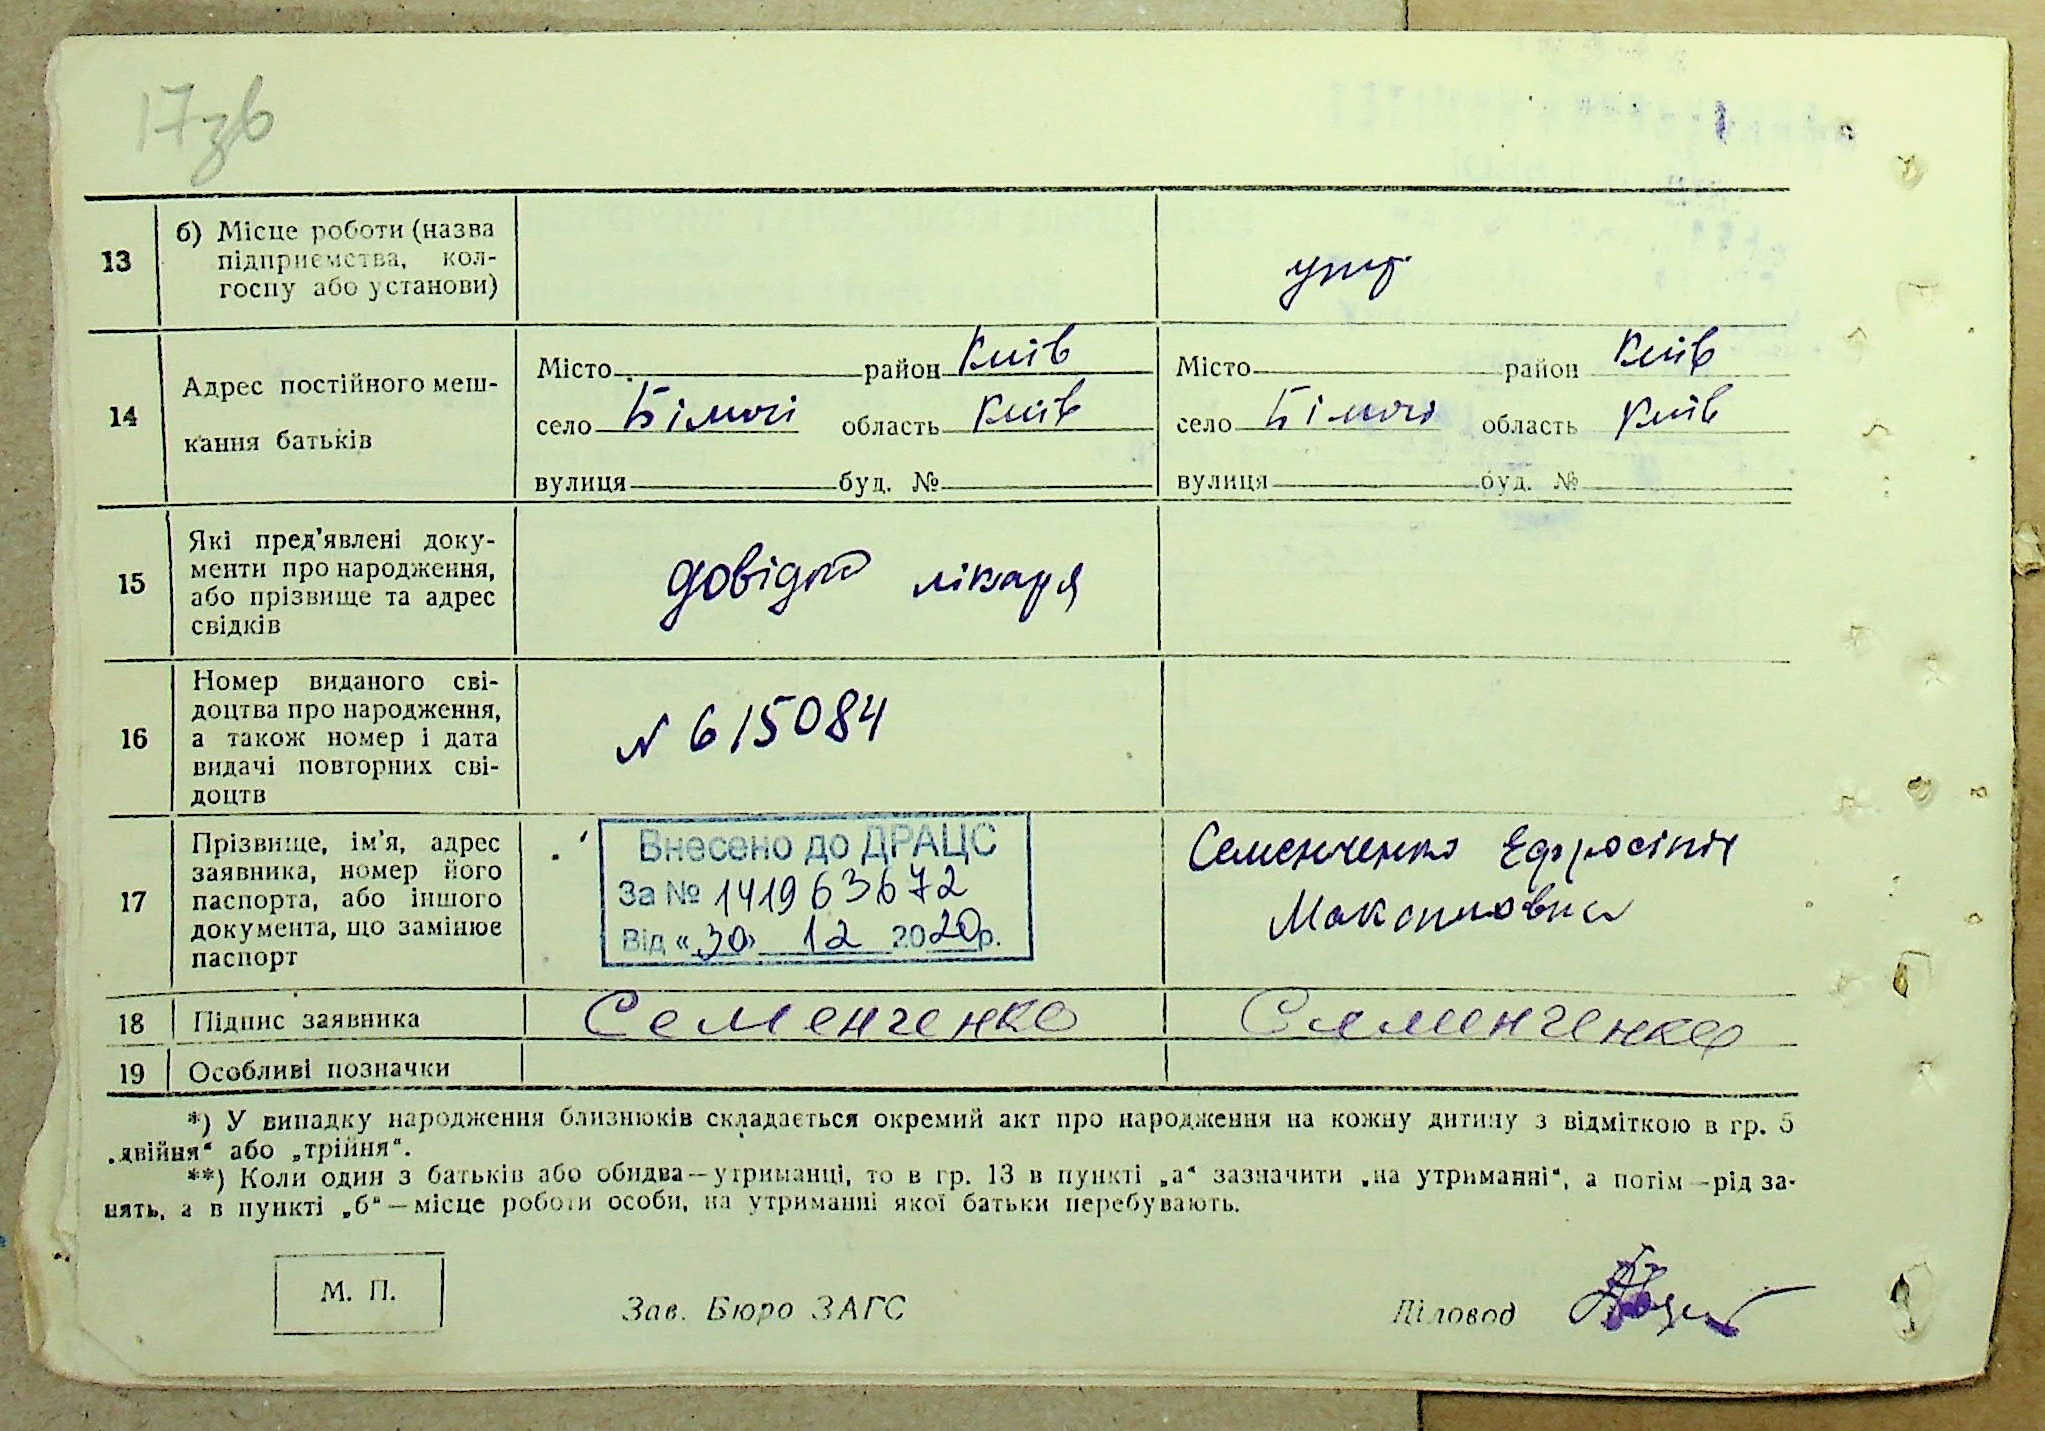 17зв
13 б) Місце роботи (назва
підприємства, кол-
госпу або установи)
утр.
14 Адрес постійного меш-
кання батьків
Місто район Київ Місто район Київ
село Бімочі область Київ село Бімочі область Київ
вулиця буд. № вулиця буд. №
15 Які пред'явлені доку-
менти про народження,
або прізвище та адрес
свідків
довідка лікаря
16 Номер виданого сві-
доцтва про народження,
а також номер і дата
видачі повторних сві-
доцтв
N 615084
17 Прізвище, ім'я, адрес
заявника, номер його
паспорта, або іншого
документа, що замінює
паспорт
Внесено до ДРАЦС
За № 141963672
Від «30» 12 2020р.
Семенченко Ефросінія
Максимовна
18 Підпис заявника Семенченко Семенченко
19 Особливі позначки
*) У випадку народження близнюків складається окремий акт про народження на кожну дитину з відміткою в гр. 5
„двійня“ або „трійня“.
**) Коли один з батьків або обидва—утриманці, то в гр. 13 в пункті „а“ зазначити „на утриманні“, а потім—рід за-
нять, а в пункті „б“—місце роботи особи, на утриманні якої батьки перебувають.
М. П. Зав. Бюро ЗАГС Діловод